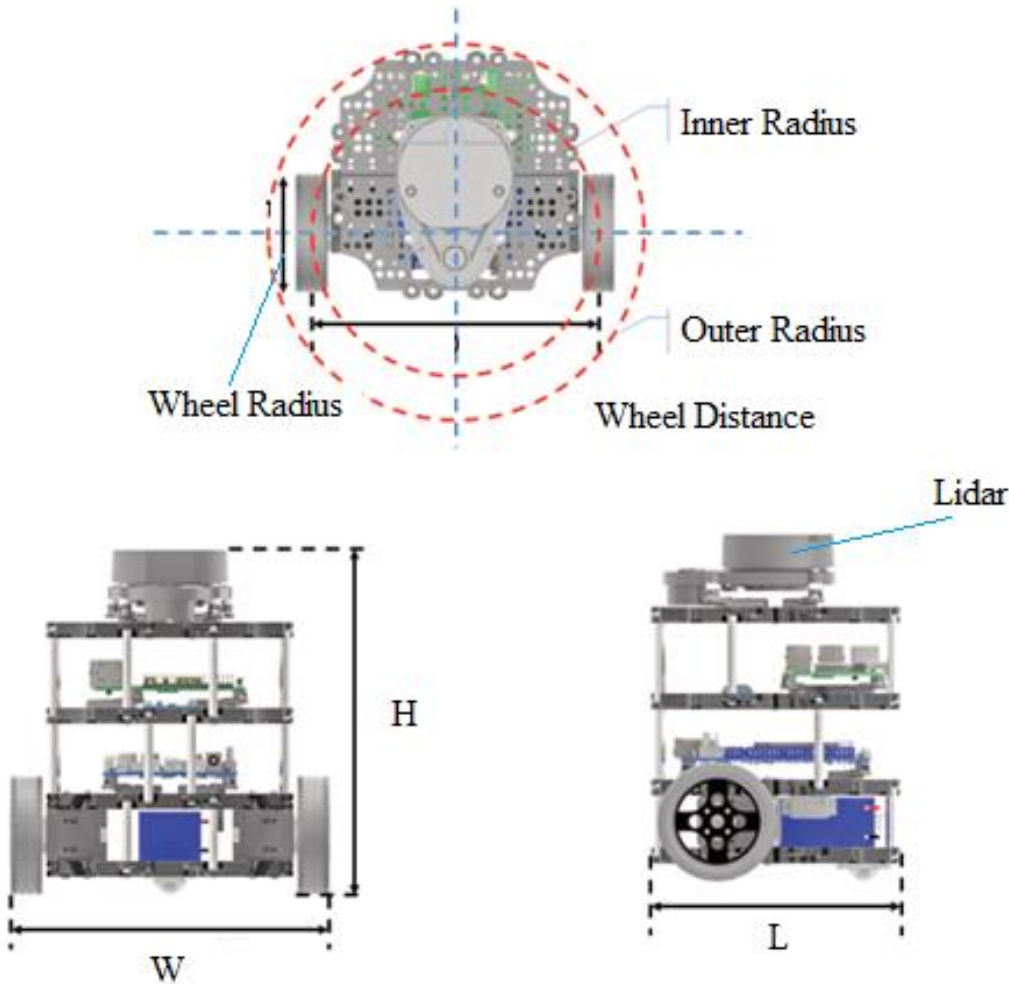 Inner Radius
Outer Radius
Wheel Radius
Wheel Distance
Lidar
H
W
L